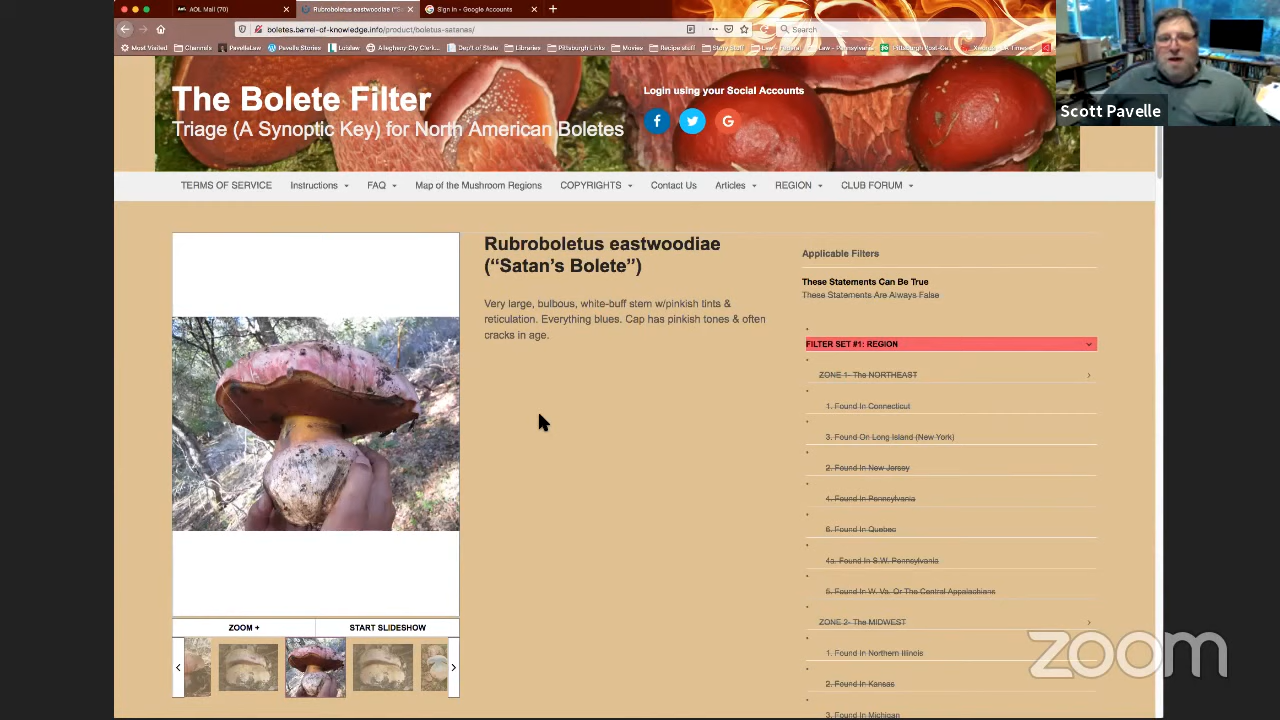 AOL Mail (70)
Rubroboletus eastwoodiae ("Sa
Sign in - Google Accounts
boletes.barrel-of-knowledge.info/product/boletus-satanas/
Search
Most Visited
Channels
PavelleLaw
Pavelle Stories
Loislaw
Allegheny Cty Clerk...
Dep't of State
Libraries
Pittsburgh Links
Movies
Recipe stuff
Story Stuff
Law - Federal
Law - Pennsylvania
Pittsburgh Post-Ga...
The Bolete Filter
Triage (A Synoptic Key) for North American Boletes
Login using your Social Accounts
Scott Pavelle
TERMS OF SERVICE
Instructions
FAQ
Map of the Mushroom Regions
COPYRIGHTS
Contact Us
Articles
REGION
CLUB FORUM
Rubroboletus eastwoodiae
("Satan's Bolete")
Very large, bulbous, white-buff stem w/pinkish tints &
reticulation. Everything blues. Cap has pinkish tones & often
cracks in age.
ZOOM +
START SLIDESHOW
Applicable Filters
These Statements Can Be True
These Statements Are Always False
FILTER SET #1: REGION
ZONE 1- The NORTHEAST
1. Found In Connecticut
3. Found On Long Island (New York)
2. Found In New Jersey
4. Found In Pennsylvania
6. Found In Quebec
4a. Found In S.W. Pennsylvania
5. Found In W. Va. Or The Central Appalachians
ZONE 2- The MIDWEST
1. Found In Northern Illinois
2. Found In Kansas
3. Found In Michigan
zoom